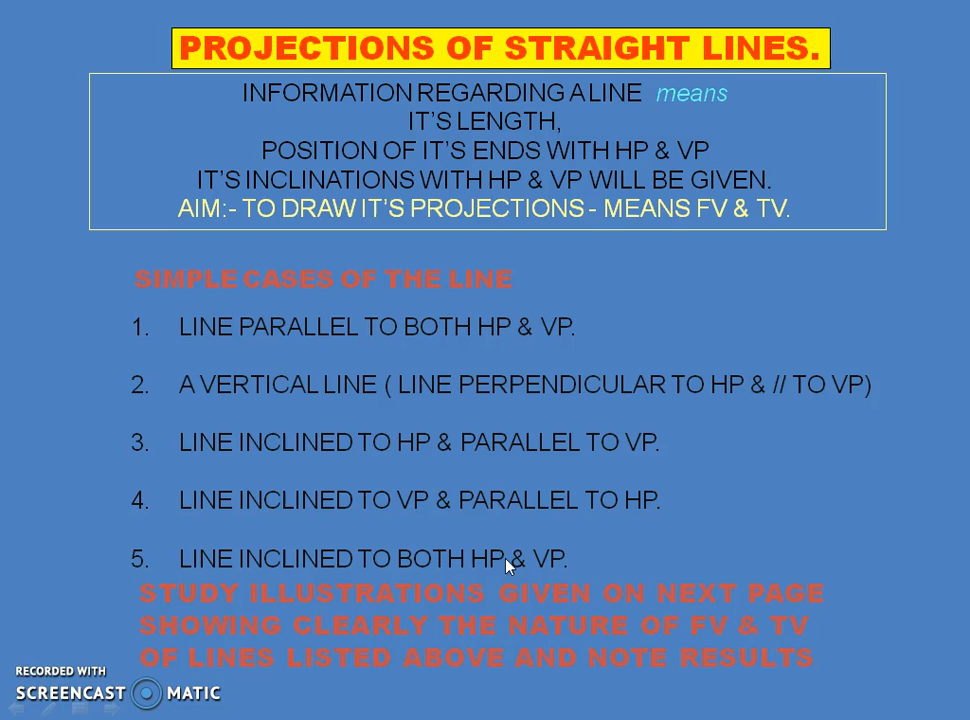 PROJECTIONS OF STRAIGHT LINES.
INFORMATION REGARDING A LINE means
IT'S LENGTH,
POSITION OF IT'S ENDS WITH HP & VP
IT'S INCLINATIONS WITH HP & VP WILL BE GIVEN.
AIM:- TO DRAW IT'S PROJECTIONS - MEANS FV & TV.
SIMPLE CASES OF THE LINE
1. LINE PARALLEL TO BOTH HP & VP.
2. A VERTICAL LINE ( LINE PERPENDICULAR TO HP & // TO VP)
3. LINE INCLINED TO HP & PARALLEL TO VP.
4. LINE INCLINED TO VP & PARALLEL TO HP.
5. LINE INCLINED TO BOTH HP & VP.
STUDY ILLUSTRATIONS GIVEN ON NEXT PAGE
SHOWING CLEARLY THE NATURE OF FV & TV
OF LINES LISTED ABOVE AND NOTE RESULTS
RECORDED WITH
SCREENCAST MATIC